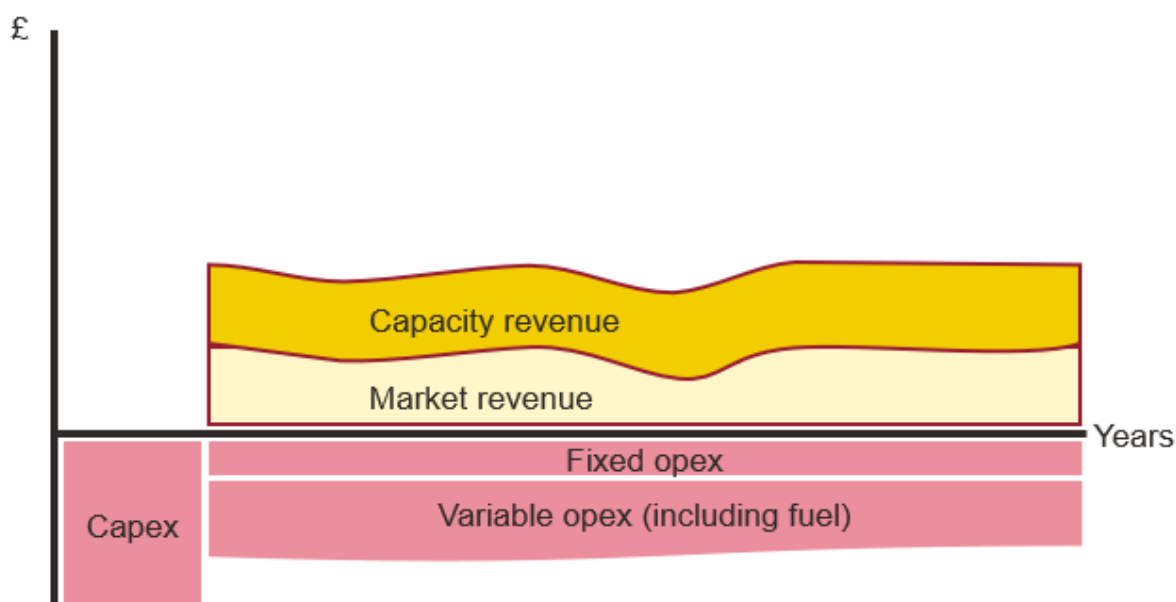 £
Capacity revenue
Market revenue
Years
Fixed opex
Variable opex (including fuel)
Capex